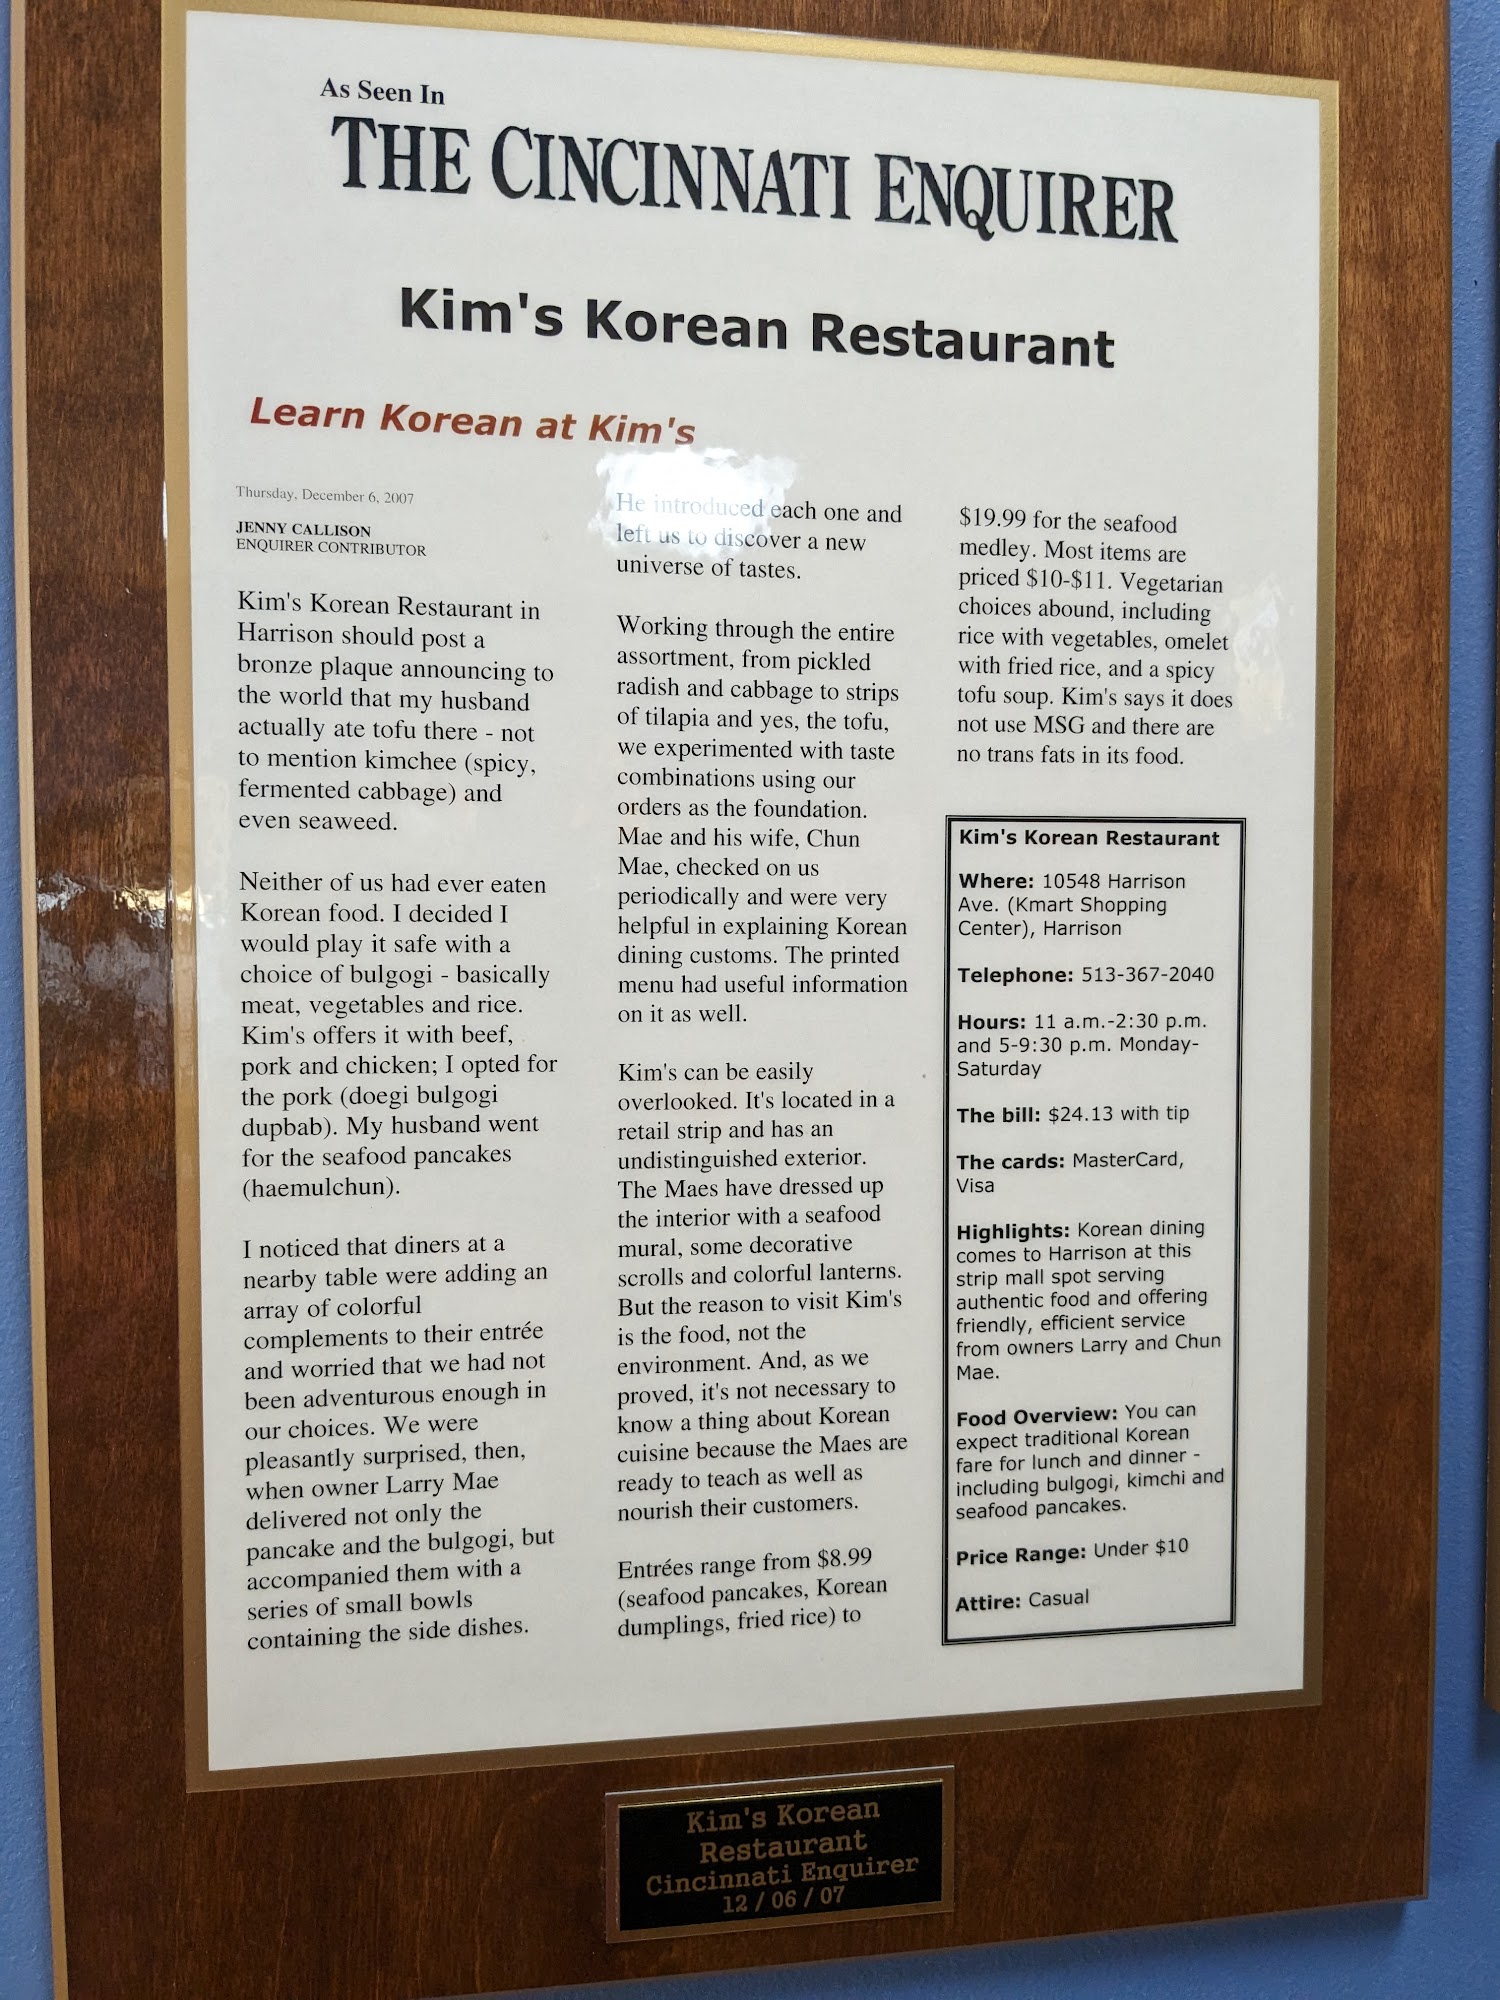 As Seen In
THE CINCINNATI ENQUIRER
Kim's Korean Restaurant
Learn Korean at Kim's
Thursday, December 6, 2007
JENNY CALLISON
ENQUIRER CONTRIBUTOR
Kim's Korean Restaurant in
Harrison should post a
bronze plaque announcing to
the world that my husband
actually ate tofu there - not
to mention kimchee (spicy,
fermented cabbage) and
even seaweed.
Neither of us had ever eaten
Korean food. I decided I
would play it safe with a
choice of bulgogi - basically
meat, vegetables and rice.
Kim's offers it with beef,
pork and chicken; I opted for
the pork (doegi bulgogi
dupbab). My husband went
for the seafood pancakes
(haemulchun).
I noticed that diners at a
nearby table were adding an
array of colorful
complements to their entrée
and worried that we had not
been adventurous enough in
our choices. We were
pleasantly surprised, then,
when owner Larry Mae
delivered not only the
pancake and the bulgogi, but
accompanied them with a
series of small bowls
containing the side dishes.
He introduced each one and
left us to discover a new
universe of tastes.
Working through the entire
assortment, from pickled
radish and cabbage to strips
of tilapia and yes, the tofu,
we experimented with taste
combinations using our
orders as the foundation.
Mae and his wife, Chun
Mae, checked on us
periodically and were very
helpful in explaining Korean
dining customs. The printed
menu had useful information
on it as well.
Kim's can be easily
overlooked. It's located in a
retail strip and has an
undistinguished exterior.
The Maes have dressed up
the interior with a seafood
mural, some decorative
scrolls and colorful lanterns.
But the reason to visit Kim's
is the food, not the
environment. And, as we
proved, it's not necessary to
know a thing about Korean
cuisine because the Maes are
ready to teach as well as
nourish their customers.
Entrées range from $8.99
(seafood pancakes, Korean
dumplings, fried rice) to
$19.99 for the seafood
medley. Most items are
priced $10-$11. Vegetarian
choices abound, including
rice with vegetables, omelet
with fried rice, and a spicy
tofu soup. Kim's says it does
not use MSG and there are
no trans fats in its food.
Kim's Korean Restaurant
Where: 10548 Harrison
Ave. (Kmart Shopping
Center), Harrison
Telephone: 513-367-2040
Hours: 11 a.m.-2:30 p.m.
and 5-9:30 p.m. Monday-
Saturday
The bill: $24.13 with tip
The cards: MasterCard,
Visa
Highlights: Korean dining
comes to Harrison at this
strip mall spot serving
authentic food and offering
friendly, efficient service
from owners Larry and Chun
Mae.
Food Overview: You can
expect traditional Korean
fare for lunch and dinner -
including bulgogi, kimchi and
seafood pancakes.
Price Range: Under $10
Attire: Casual
Kim's Korean
Restaurant
Cincinnati Enquirer
12 / 06 / 07